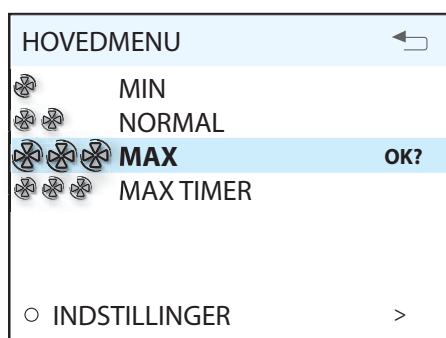 HOVEDMENU
MIN
NORMAL
MAX OK?
MAX TIMER
INDSTILLINGER >